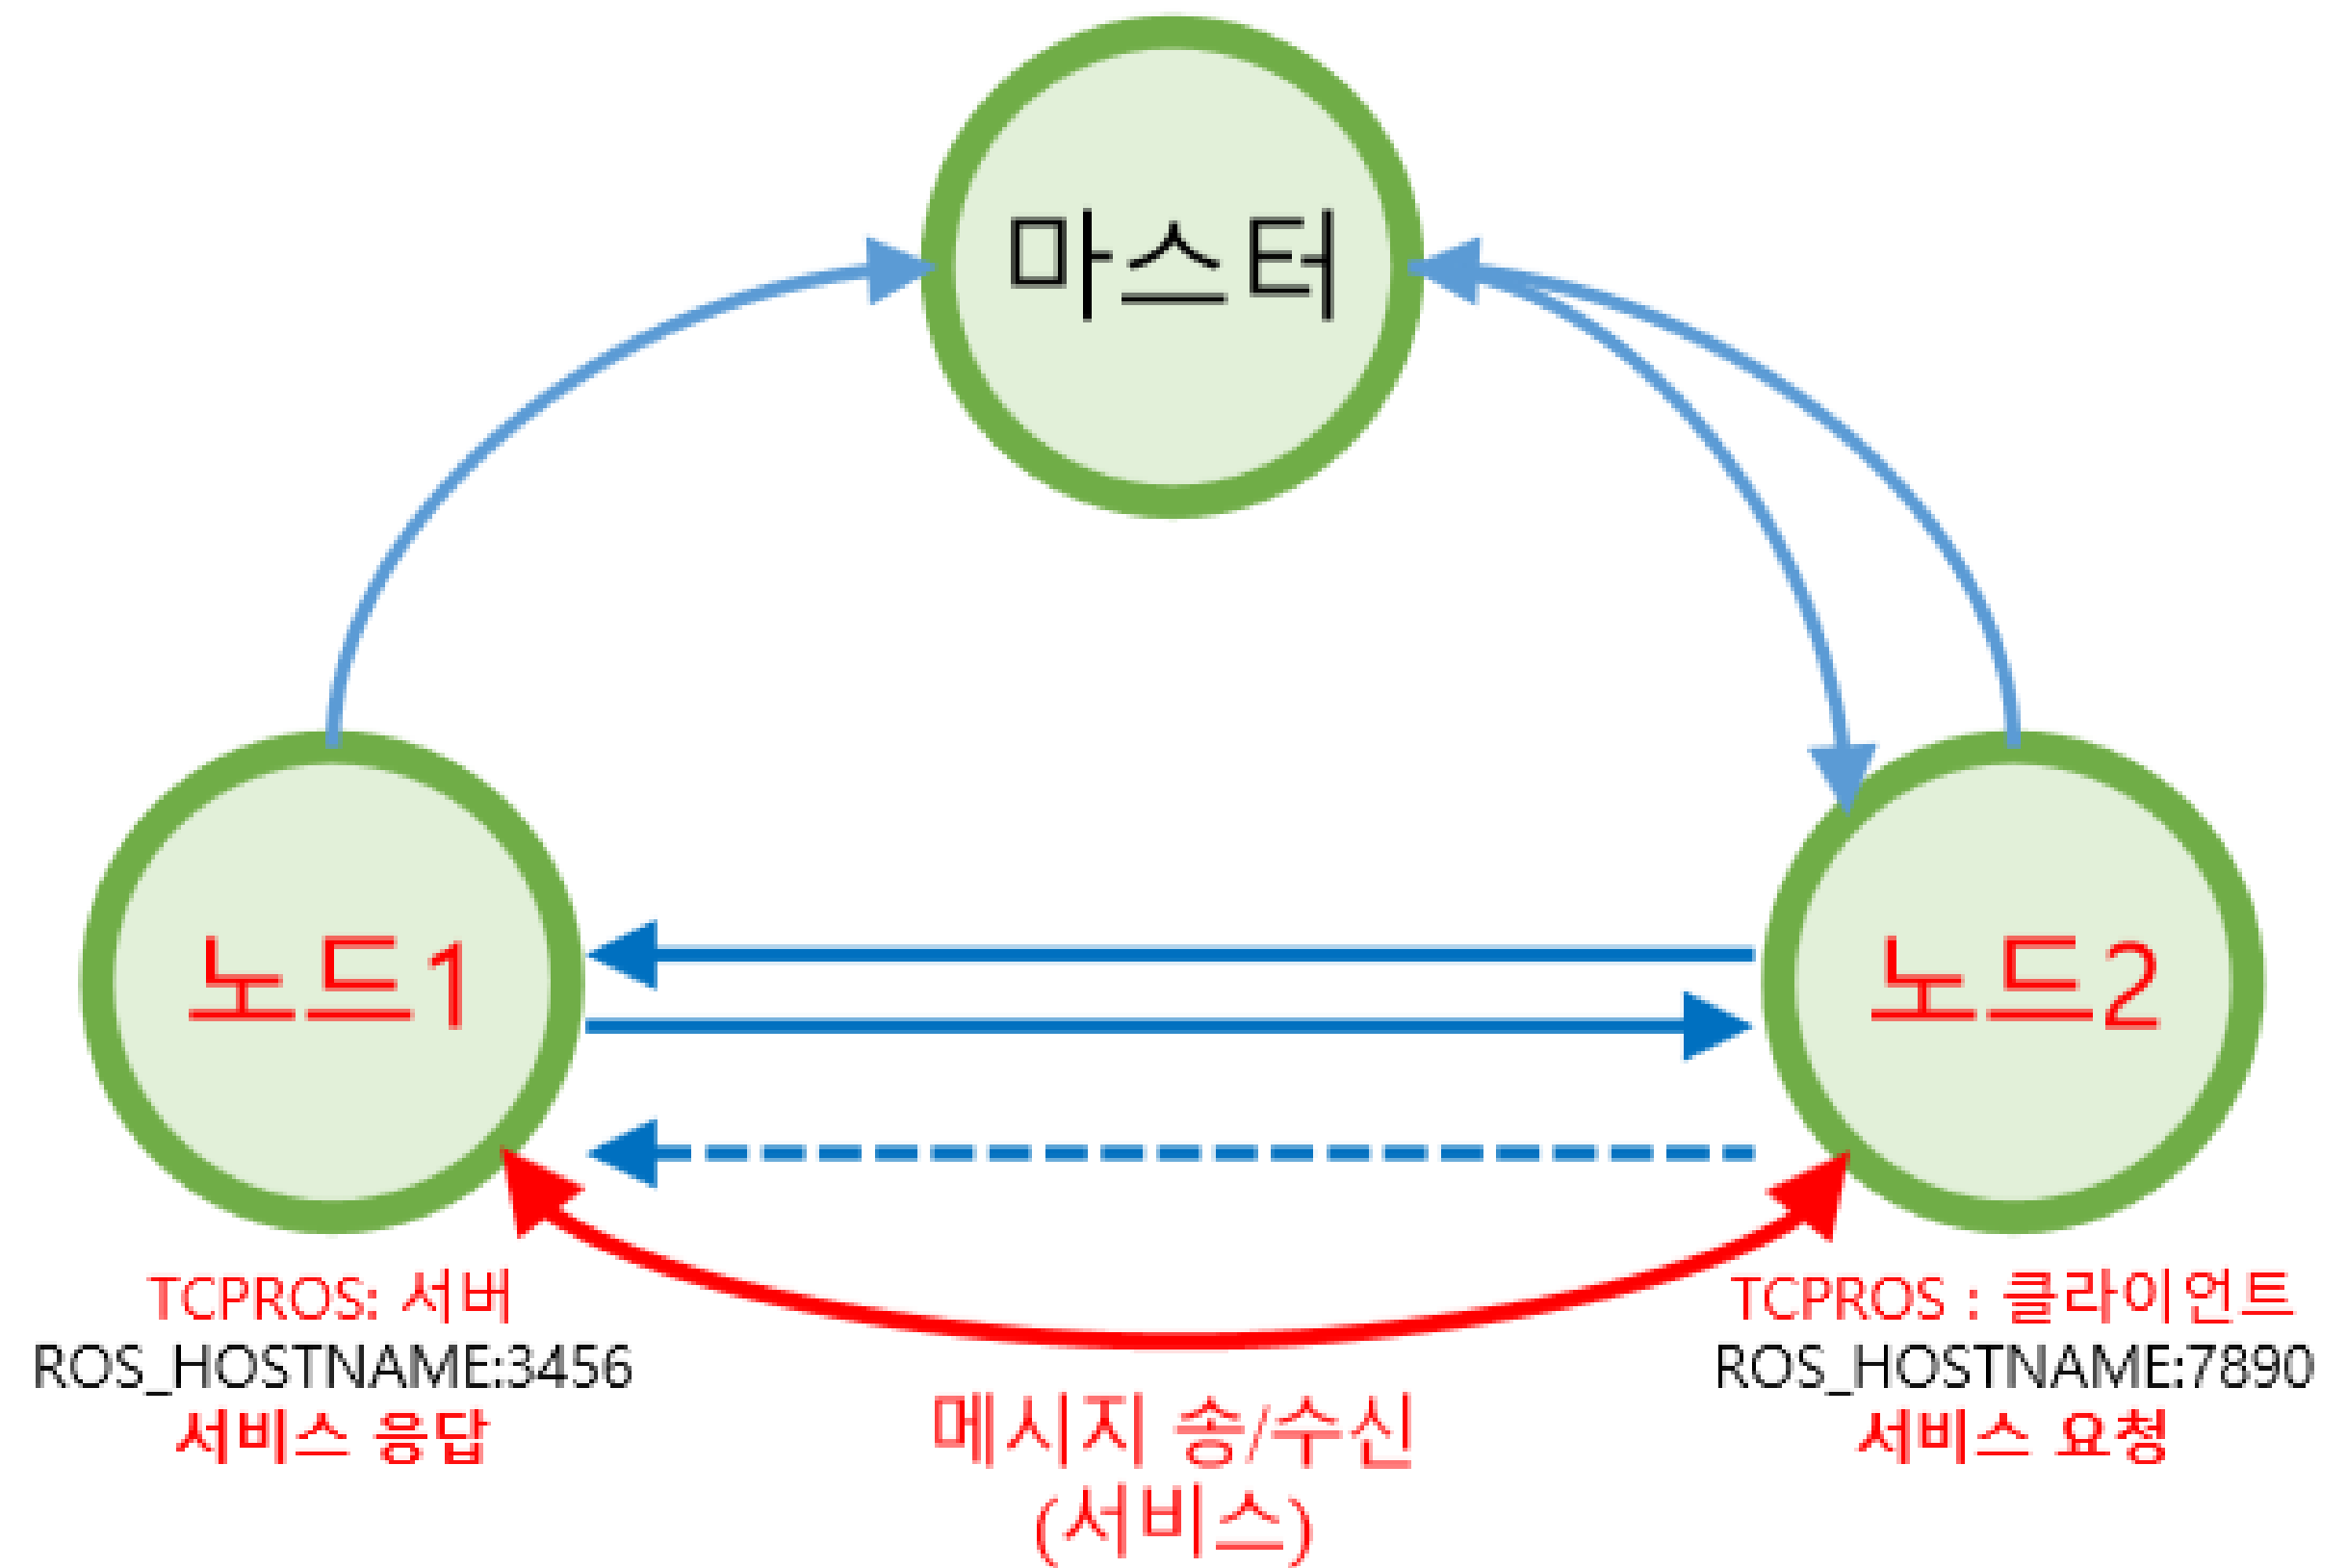 마스터
노드1
노드2
TCPROS: 서버
ROS_HOSTNAME:3456
서비스 응답
TCPROS : 클라이언트
ROS_HOSTNAME:7890
서비스 요청
메시지 송/수신
(서비스)